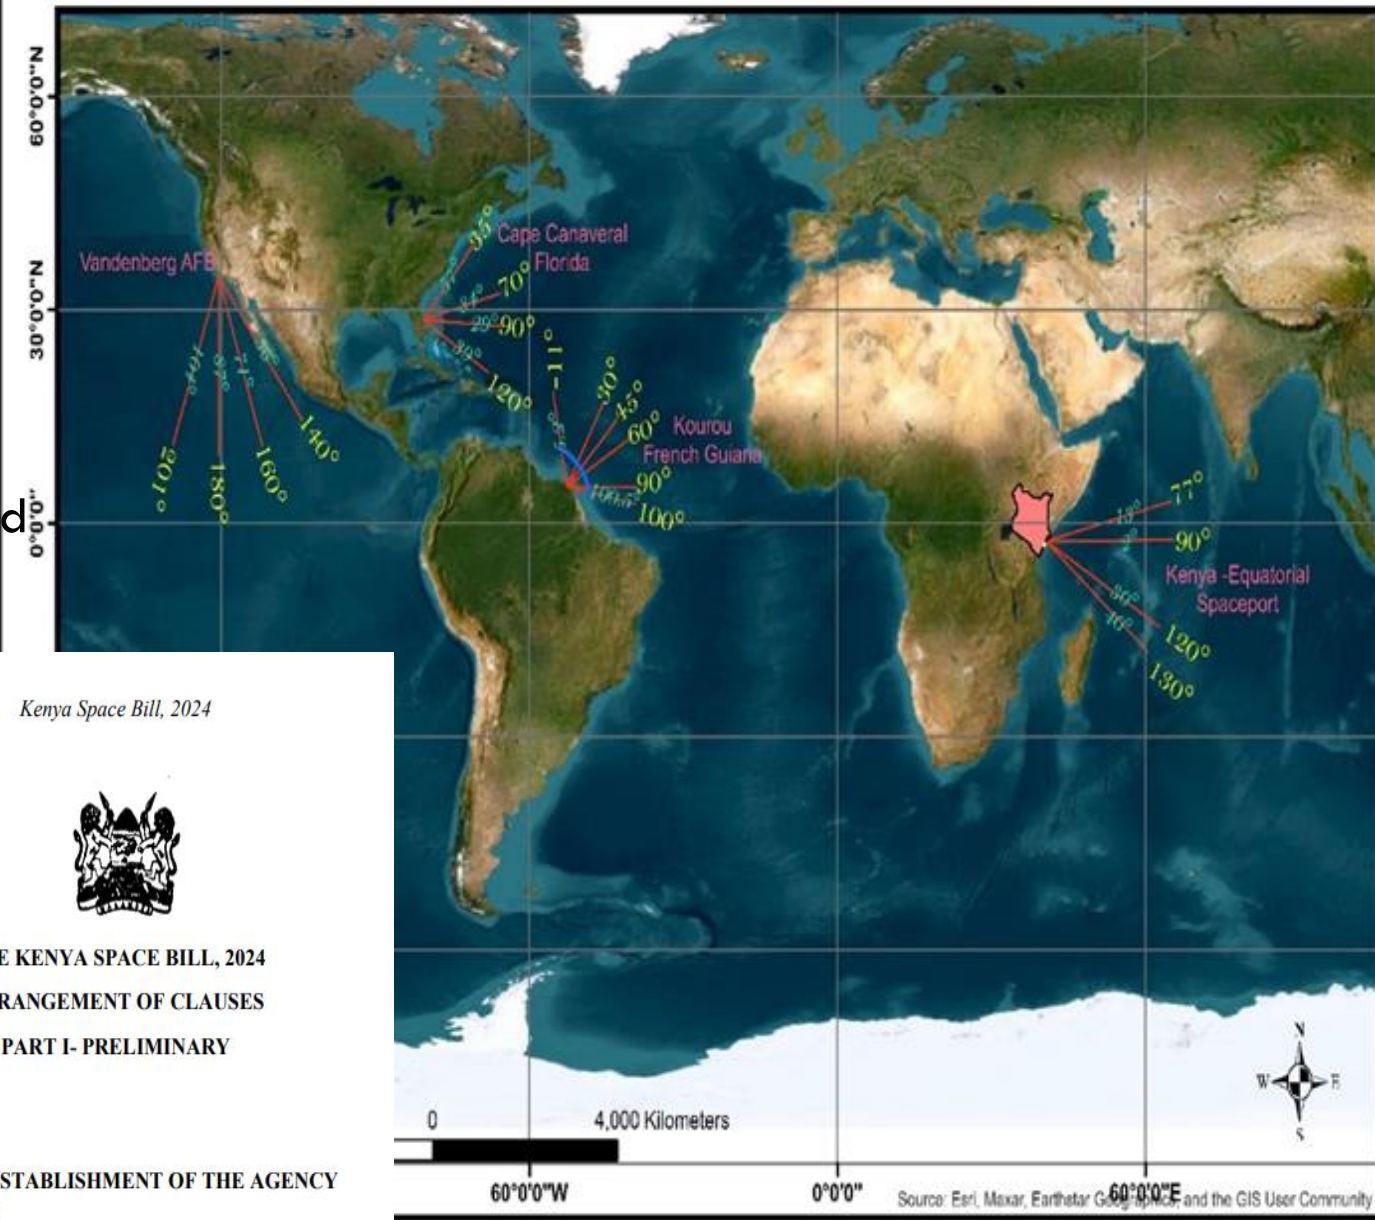 60°0'0"N
30°0'0"N
0°0'0"
d
Vandenberg AFB
201°
180°
160°
140°
Cape Canaveral
Florida
35°
70°
29°
90°
39°
120°
30°
45°
60°
Kourou
French Guiana
90°
100°
77°
90°
Kenya -Equatorial
Spaceport
120°
130°
N
W
E
S
0
4,000 Kilometers
60°0'0"W
0°0'0"
60°0'0"E
Source: Esri, Maxar, Earthstar Geographics, and the GIS User Community
Kenya Space Bill, 2024
E KENYA SPACE BILL, 2024
RANGEMENT OF CLAUSES
PART I- PRELIMINARY
STABLISHMENT OF THE AGENCY